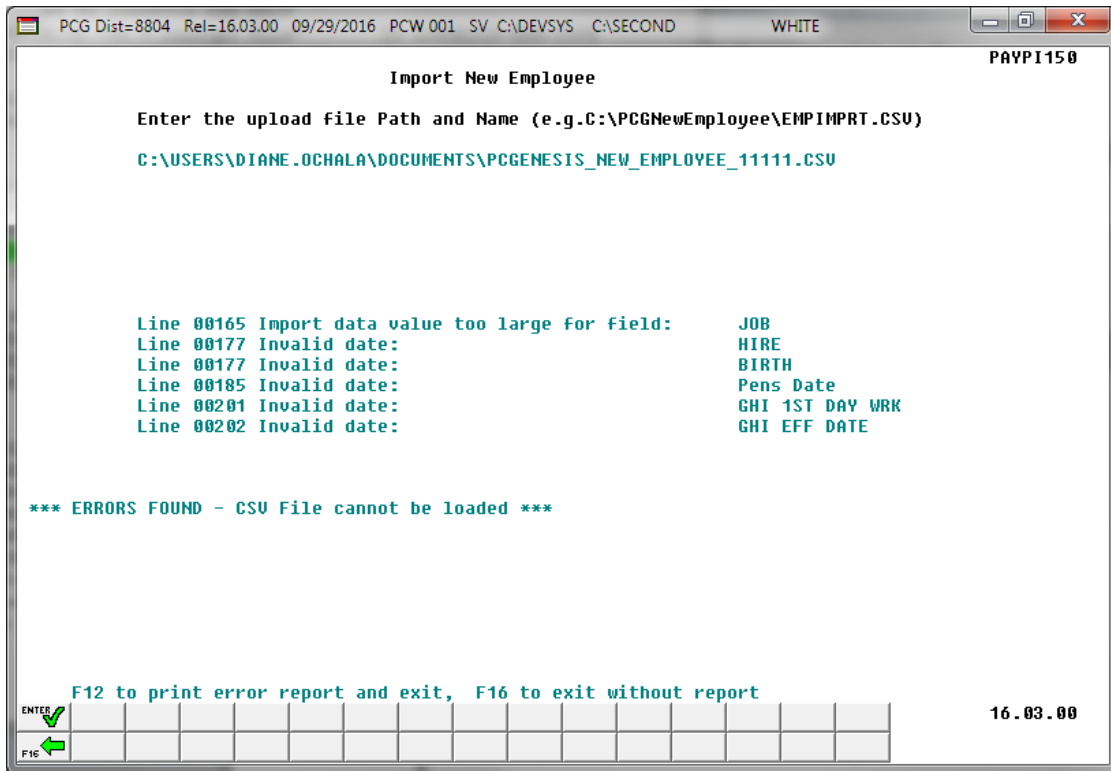 PCG Dist=8804 Rel=16.03.00 09/29/2016 PCW 001 SV C:\DEVSYS C:\SECOND WHITE
PAYPI150
Import New Employee
Enter the upload file Path and Name (e.g.C:\PCGNewEmployee\EMPIMPRT.CSV)
C:\USERS\DIANE.OCHALA\DOCUMENTS\PCGENESIS_NEW_EMPLOYEE_11111.CSV
Line 00165 Import data value too large for field: JOB
Line 00177 Invalid date: HIRE
Line 00177 Invalid date: BIRTH
Line 00185 Invalid date: Pens Date
Line 00201 Invalid date: GHI 1ST DAY WRK
Line 00202 Invalid date: GHI EFF DATE
*** ERRORS FOUND - CSV File cannot be loaded ***
F12 to print error report and exit, F16 to exit without report
ENTER
16.03.00
F16